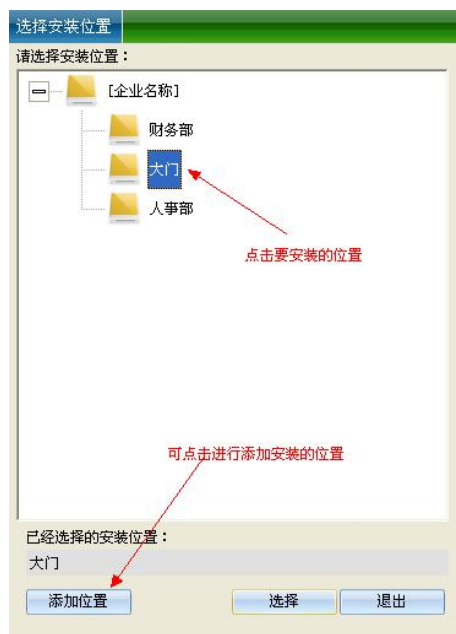 选择安装位置
请选择安装位置：
[企业名称]
财务部
大门
人事部
点击要安装的位置
可点击进行添加安装的位置
已经选择的安装位置：
大门
添加位置 选择 退出